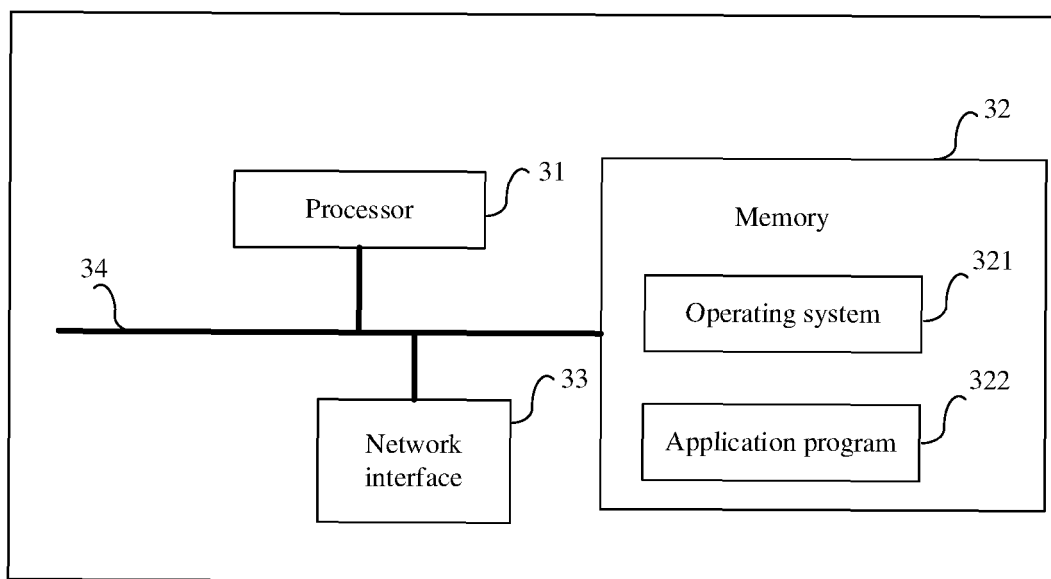 32
31
Processor
Memory
34
321
Operating system
33
322
Network
interface
Application program